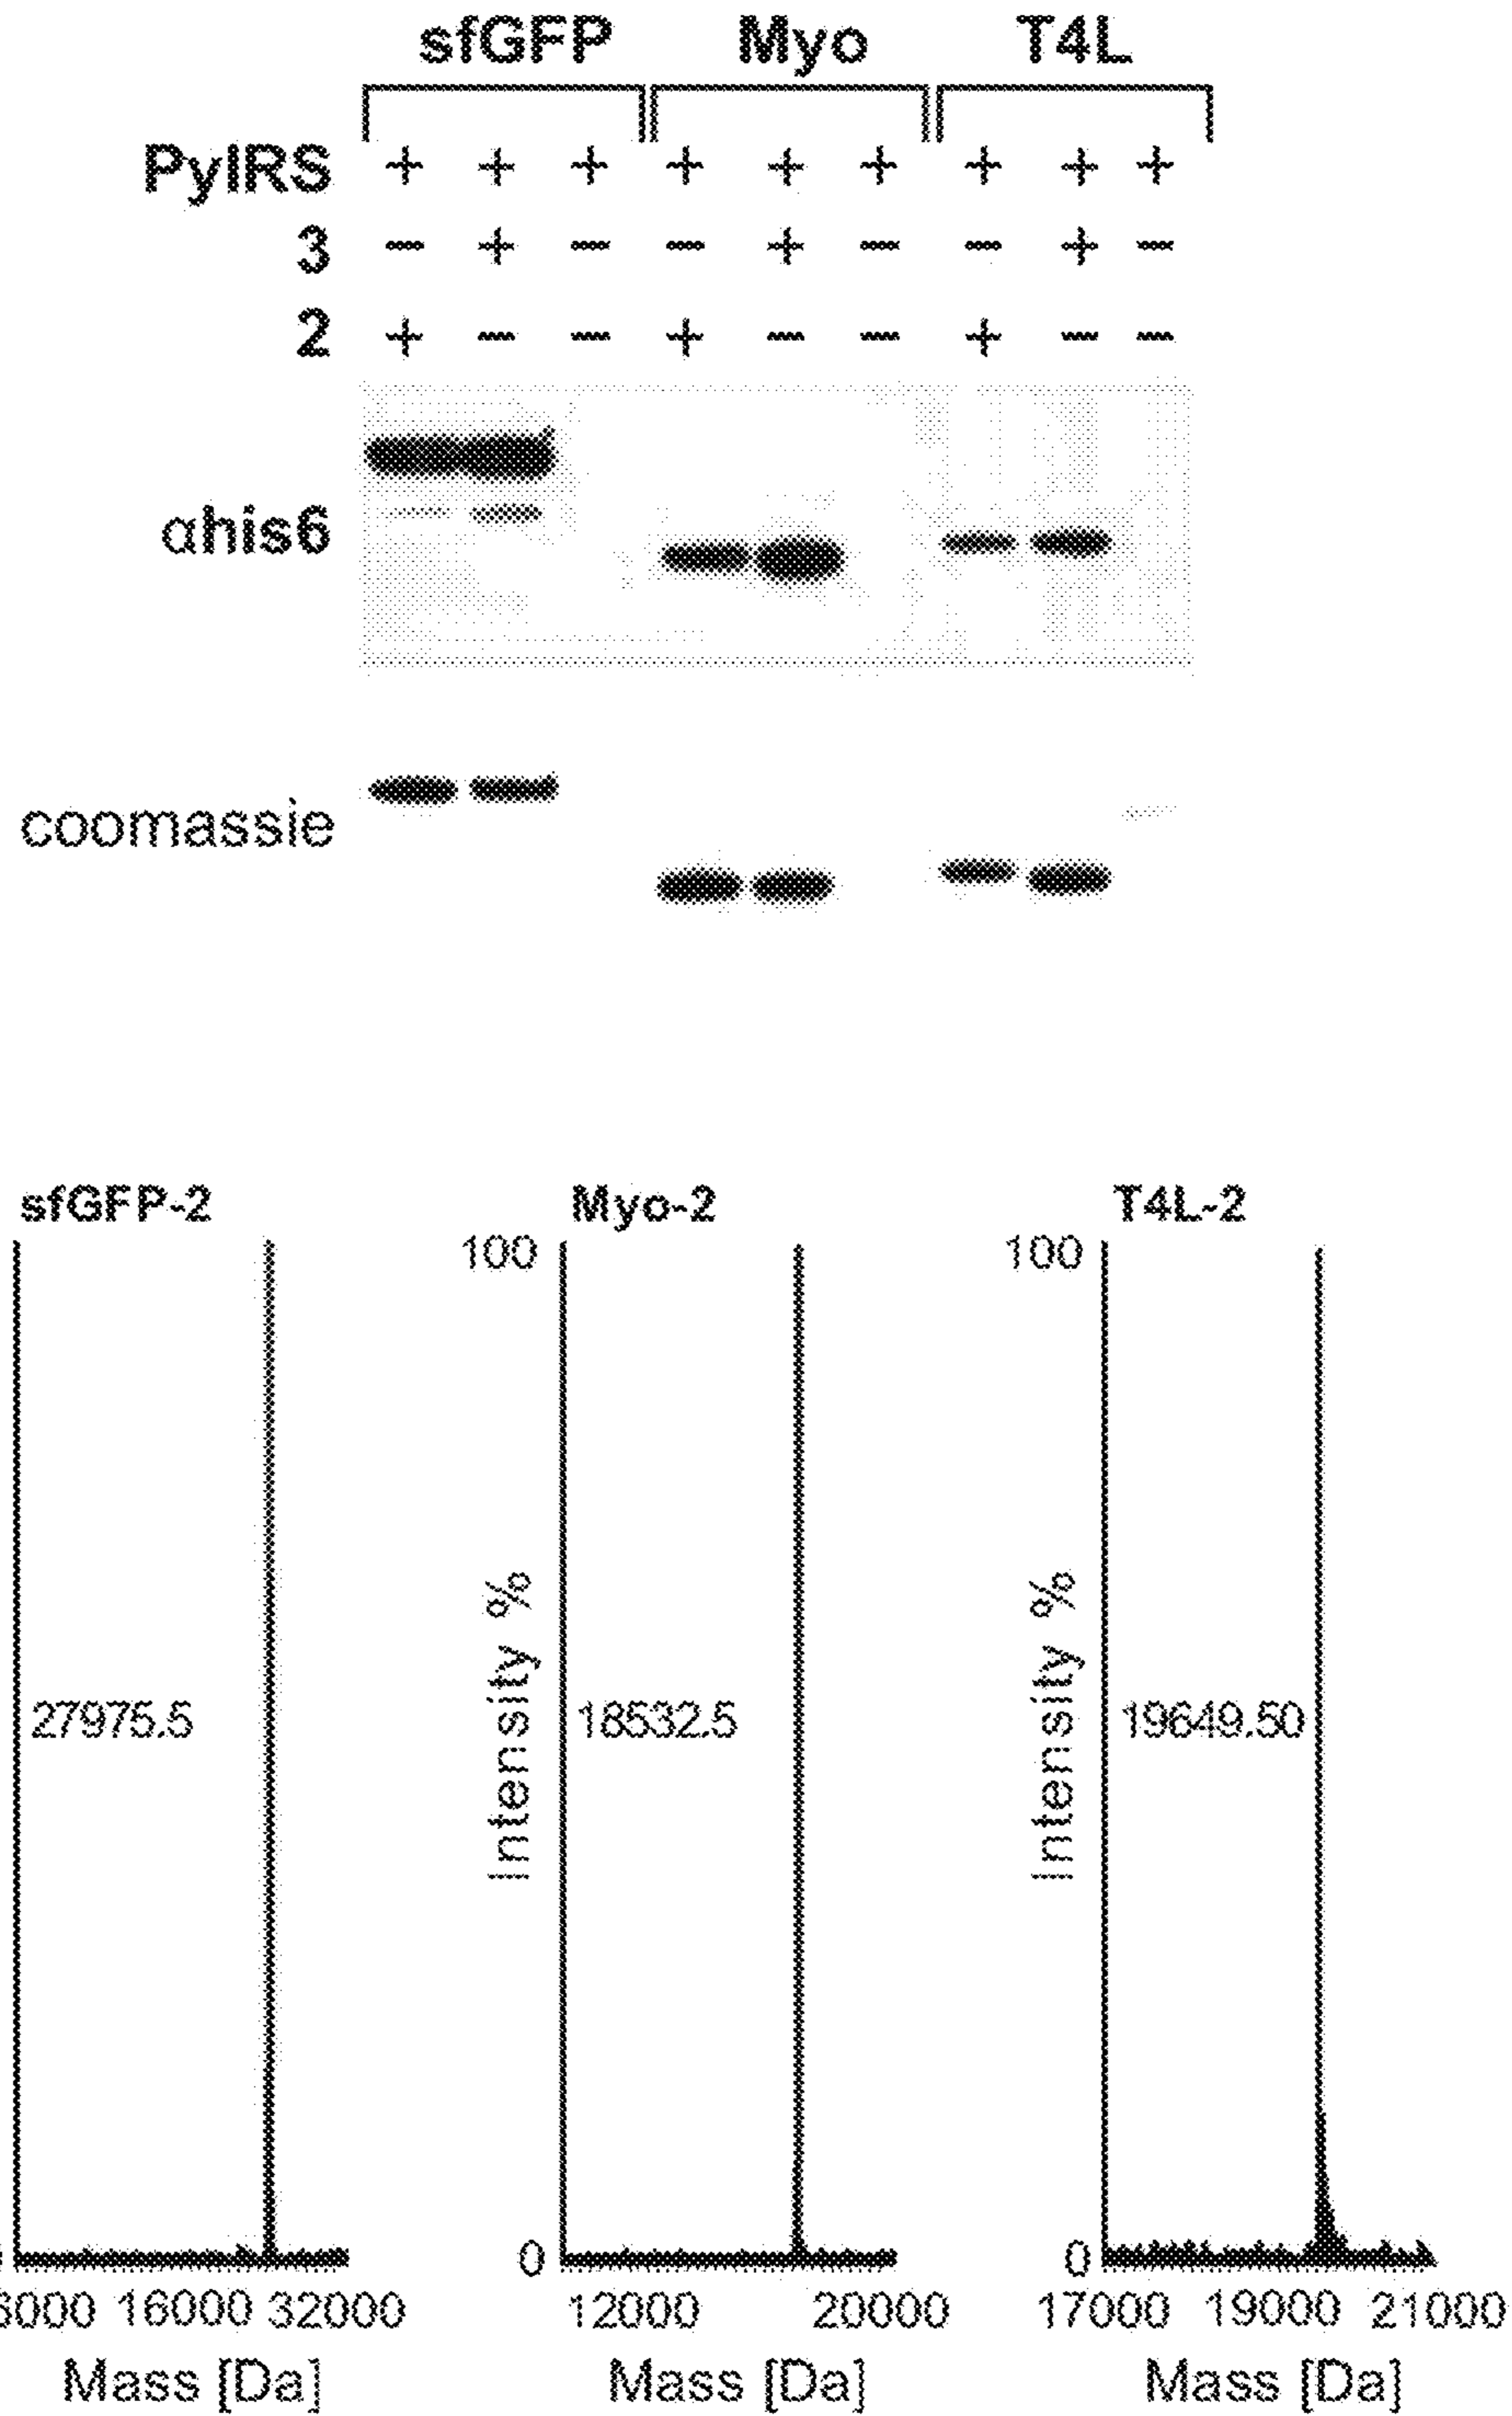 sfGFP Myo T4L
PylRS + + + + + + + + +
3 – + – – + – – + –
2 + – – + – – + – –
αhis6
coomassie
sfGFP-2 Myo-2 T4L-2
100 100
Intensity % Intensity %
27975.5 18532.5 19649.50
0 0
16000 32000 12000 20000 17000 19000 21000
Mass [Da] Mass [Da] Mass [Da]